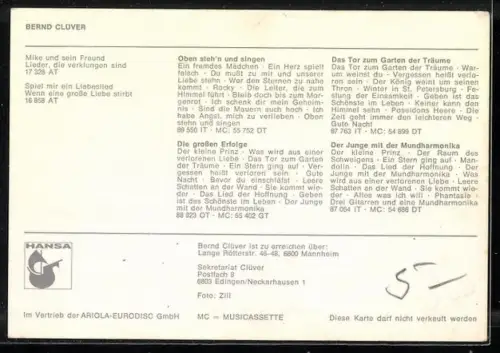 BERND CLÜVER
Mike und sein Freund
Lieder, die verklungen sind
17 326 AT
Spiel mir ein Liebeslied
Wenn eine große Liebe stirbt
16 858 AT
Oben steh'n und singen
Ein fremdes Mädchen · Ein Herz spielt
falsch · Du mußt zu mir und unserer
Liebe stehn · Wer den Sternen zu nahe
kommt · Rocky · Die Leiter, die zum
Himmel führt · Bleib doch bis zum Mor-
genrot · Ich schenk dir mein Geheim-
nis · Sind die Mauern auch hoch · Ich
habe Angst, mich zu verlieben · Oben
stehn und singen
89 556 IT · MC: 55 752 DT
Die großen Erfolge
Der kleine Prinz · Was wird aus einer
verlorenen Liebe · Das Tor zum Garten
der Träume · Ein Stern ging auf · Ver-
gessen heißt verloren sein · Gute
Nacht · Bevor du einschläfst · Leere
Schatten an der Wand · Sie kommt wie-
der · Das Lied der Hoffnung · Geben
ist das Schönste im Leben · Der Junge
mit der Mundharmonika
88 023 DT · MC: 55 402 GT
Das Tor zum Garten der Träume
Das Tor zum Garten der Träume · War-
um weinst du · Vergessen heißt verlo-
ren sein · Der König weint um seinen
Thron · Winter in St. Petersburg · Fe-
stung der Einsamkeit · Geben ist das
Schönste im Leben · Keiner kann den
Himmel sehn · Poseidons Heere · Die
Zeit geht immer den leichteren Weg ·
Gute Nacht
87 763 IT · MC: 54 899 DT
Der Junge mit der Mundharmonika
Der kleine Prinz · Der Raum des
Schweigens · Ein Stern ging auf · Man-
dolin · Das Lied der Hoffnung · Der
Junge mit der Mundharmonika · Was
wird aus einer verlorenen Liebe · Leere
Schatten an der Wand · Sie kommt wie-
der · Alles was ich will · Phantasie ·
Drei Gitarren und eine Mundharmonika
87 004 IT · MC: 54 686 DT
HANSA
Bernd Clüver ist zu erreichen über:
Lange Rötterstr. 46-48, 6800 Mannheim
Sekretariat Clüver
Postfach 9
6803 Edingen/Neckarhausen 1
Foto: Zill
5-
Im Vertrieb der ARIOLA-EURODISC GmbH
MC = MUSICASSETTE
Diese Karte darf nicht verkauft werden